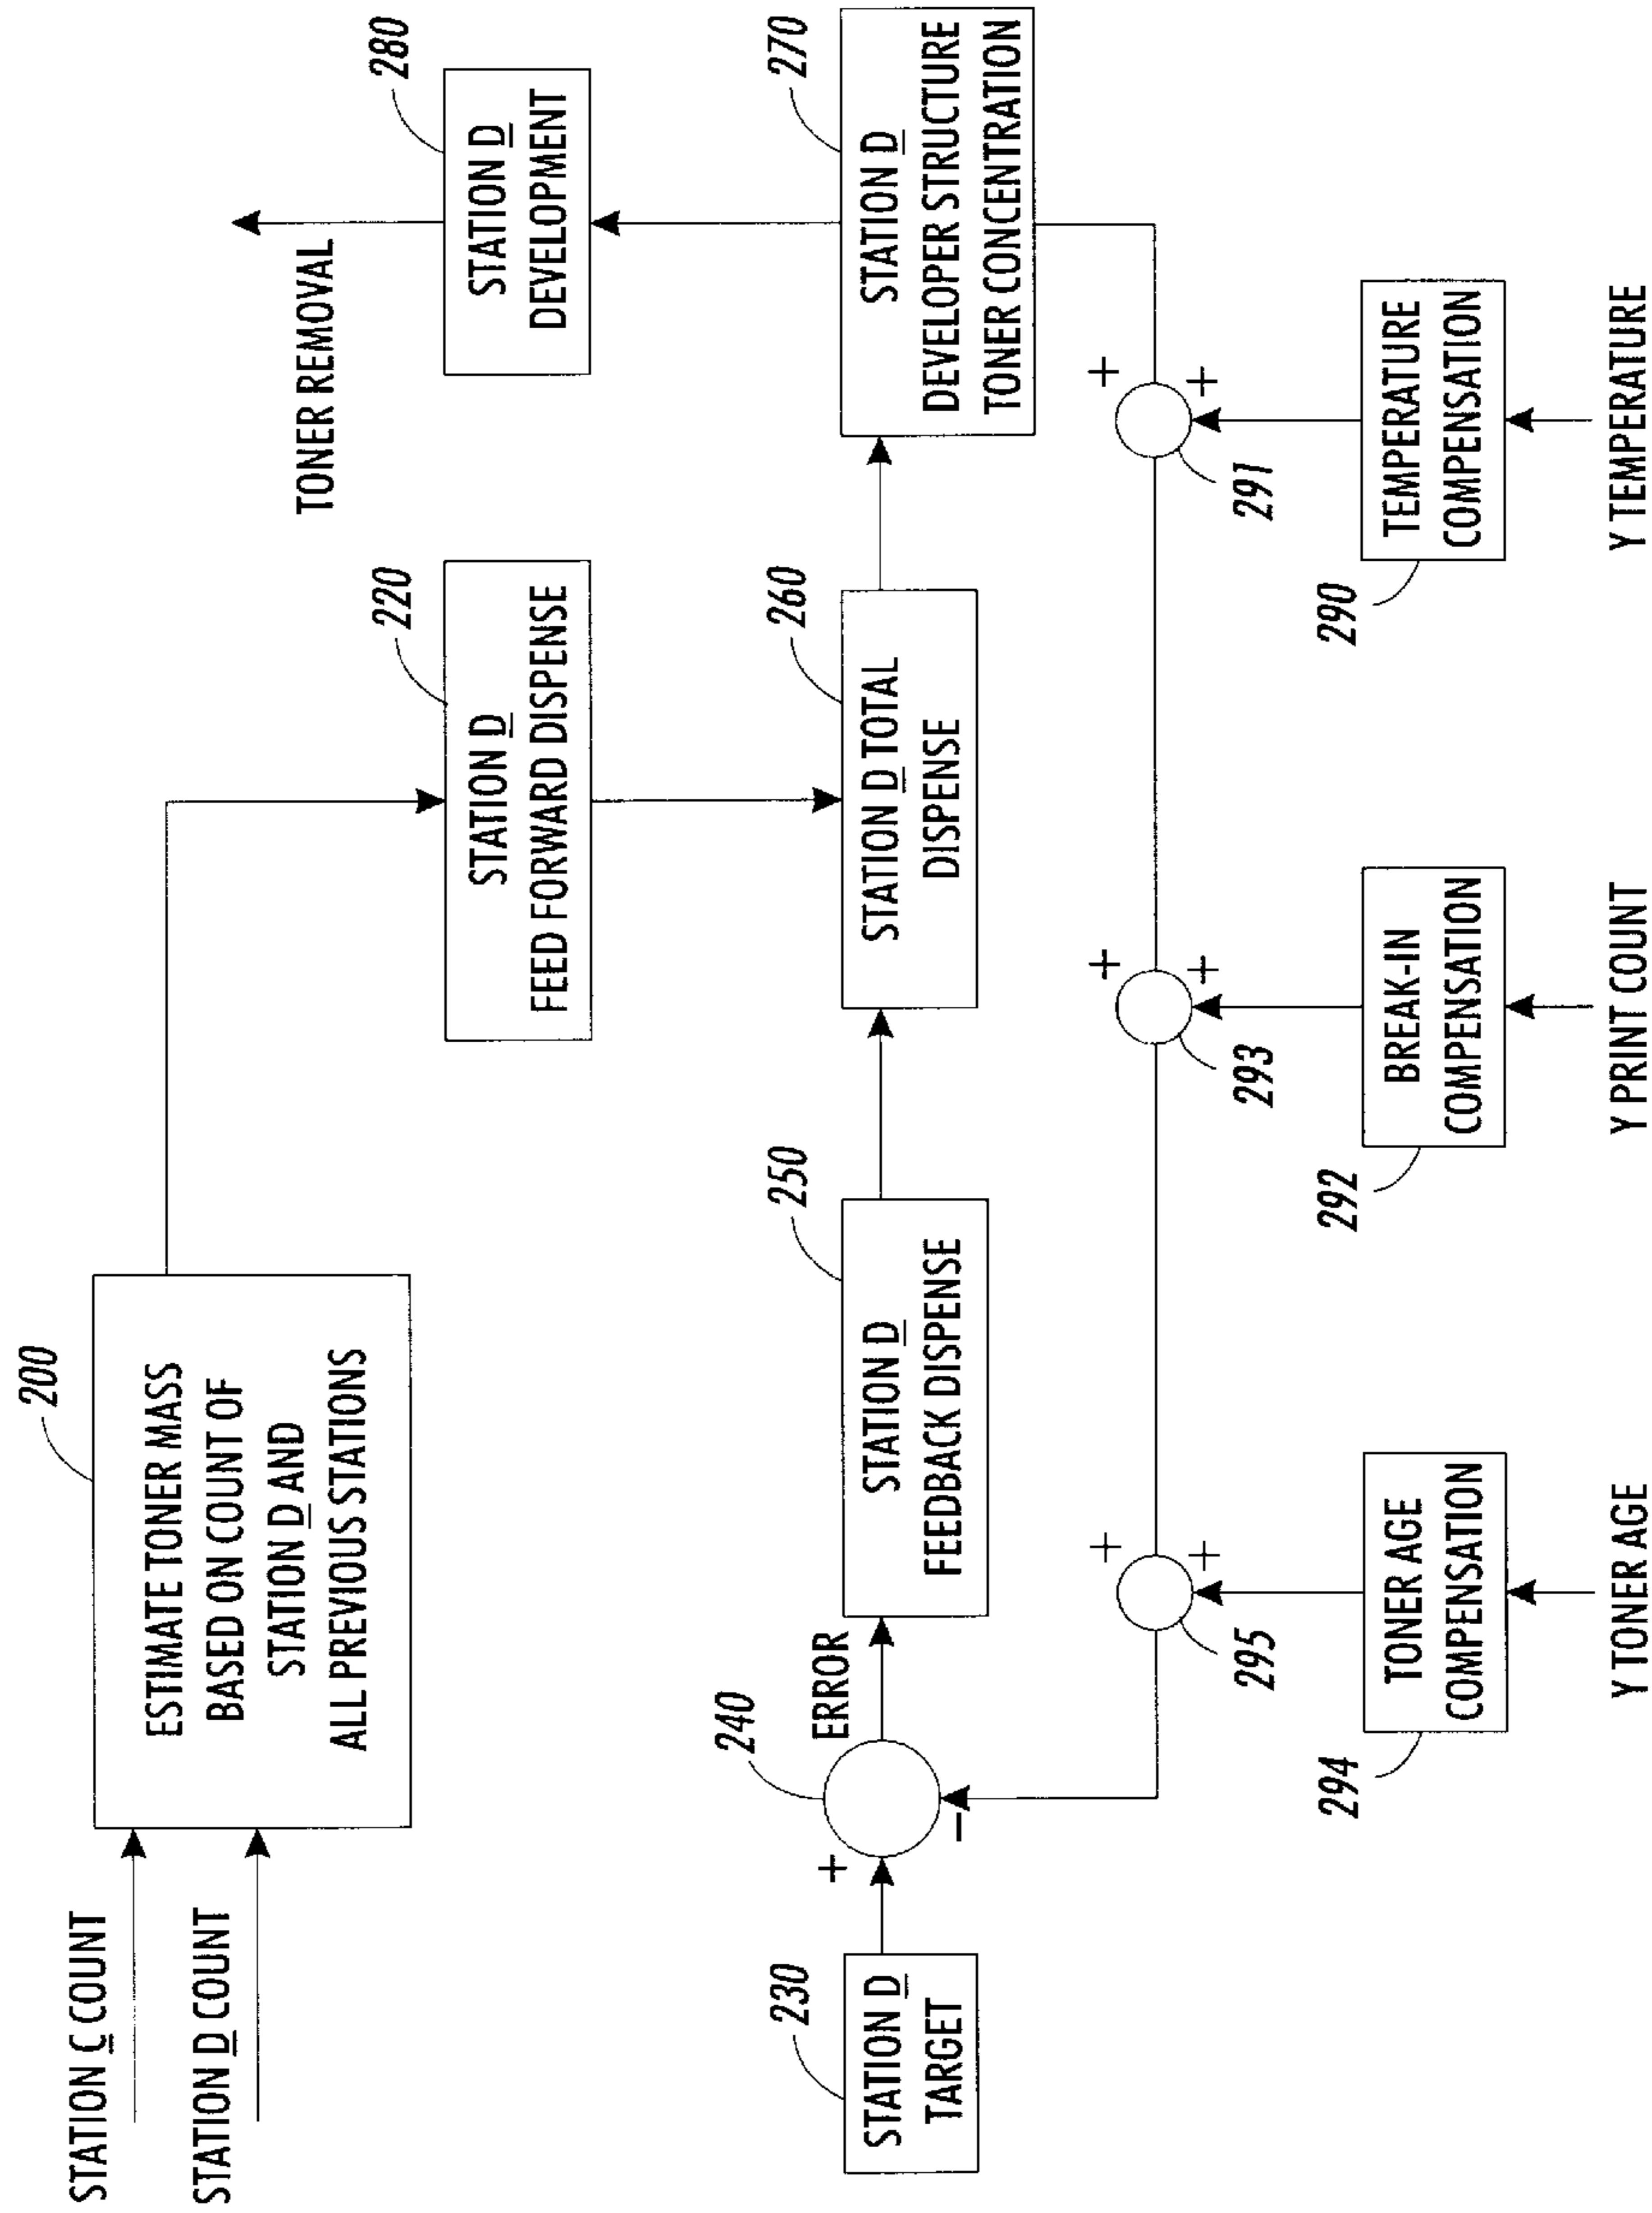 STATION C COUNT
STATION D COUNT
200
ESTIMATE TONER MASS
BASED ON COUNT OF
STATION D AND
ALL PREVIOUS STATIONS
220
STATION D
FEED FORWARD DISPENSE
TONER REMOVAL
280
STATION D
DEVELOPMENT
230
STATION D
TARGET
240
+
−
ERROR
250
STATION D
FEEDBACK DISPENSE
260
STATION D TOTAL
DISPENSE
270
STATION D
DEVELOPER STRUCTURE
TONER CONCENTRATION
295
+
+
293
+
+
291
+
+
294
TONER AGE
COMPENSATION
292
BREAK-IN
COMPENSATION
290
TEMPERATURE
COMPENSATION
Y TONER AGE
Y PRINT COUNT
Y TEMPERATURE